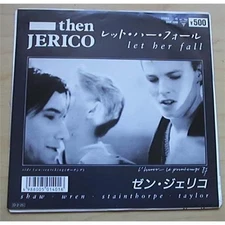 then
JERICO
¥500
レット・ハー・フォール
let her fall
ゼン・ジェリコ
shaw · wren · stainthorpe · taylor